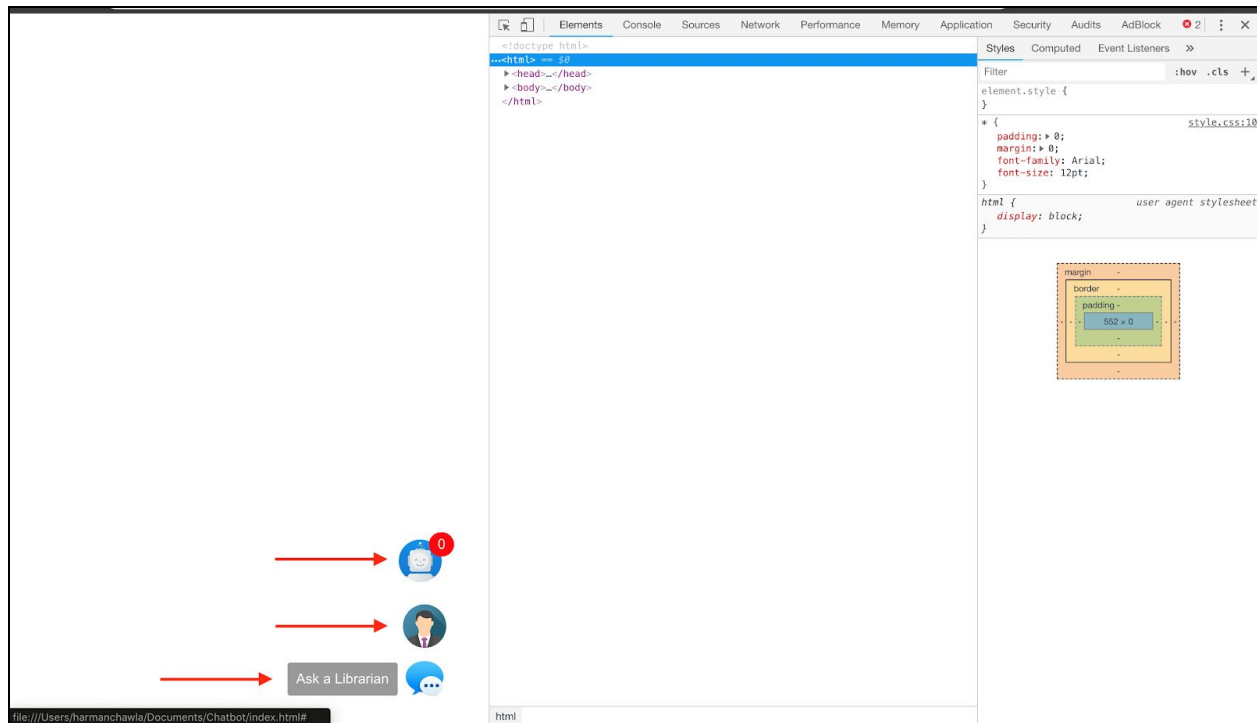 Elements Console Sources Network Performance Memory Application Security Audits AdBlock 2
<!doctype html>
...<html> == $0
<head>…</head>
<body>…</body>
</html>
Styles Computed Event Listeners »
Filter :hov .cls +
element.style {
}
* { style.css:10
padding: 0;
margin: 0;
font-family: Arial;
font-size: 12pt;
}
html { user agent stylesheet
display: block;
}
margin -
border -
padding -
- - - 552 × 0 - - -
-
-
-
0
Ask a Librarian
file:///Users/harmanchawla/Documents/Chatbot/index.html#
html